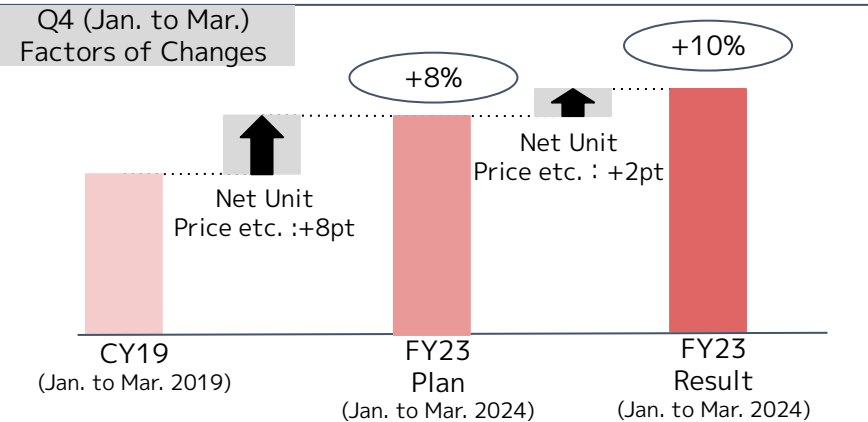 Q4 (Jan. to Mar.)
Factors of Changes
+8%
+10%
Net Unit
Price etc. :+8pt
Net Unit
Price etc.：+2pt
CY19
(Jan. to Mar. 2019)
FY23
Plan
(Jan. to Mar. 2024)
FY23
Result
(Jan. to Mar. 2024)